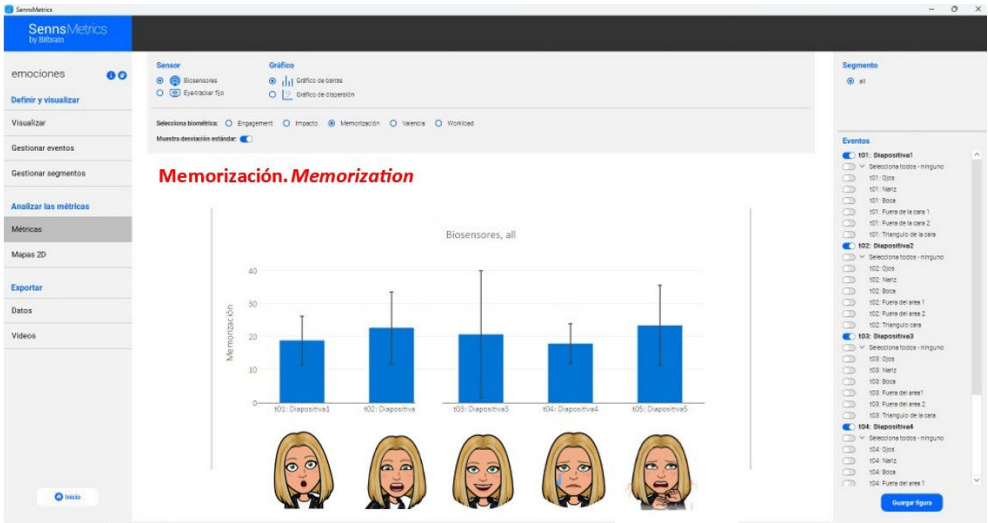 SennsMetrics
SennsMetrics
by Bitbrain
emociones
Definir y visualizar
Visualizar
Gestionar eventos
Gestionar segmentos
Analizar las métricas
Métricas
Mapas 2D
Exportar
Datos
Videos
Inicio
Sensor
Biosensores
Eye-tracker fijo
Gráfico
Gráfico de barras
Gráfico de dispersión
Selecciona biométrica: Engagement Impacto Memorización Valencia Workload
Muestra desviación estándar:
Memorización. Memorization
Biosensores, all
Memorización
40
30
20
10
0
t01: Diapositiva1 t02: Diapositiva t03: Diapositiva3 t04: Diapositiva4 t05: Diapositiva5
Segmento
all
Eventos
t01: Diapositiva1
Selecciona todos - ninguno
t01: Ojos
t01: Nariz
t01: Boca
t01: Fuera de la cara 1
t01: Fuera de la cara 2
t01: Triangulo de la cara
t02: Diapositiva2
Selecciona todos - ninguno
t02: Ojos
t02: Nariz
t02: Boca
t02: Fuera del area 1
t02: Fuera del area 2
t02: Triangulo cara
t03: Diapositiva3
Selecciona todos - ninguno
t03: Ojos
t03: Nariz
t03: Boca
t03: Fuera del area1
t03: Fuera del area 2
t03: Triangulo de la cara
t04: Diapositiva4
Selecciona todos - ninguno
t04: Ojos
t04: Nariz
t04: Boca
t04: Fuera del area 1
Guargar figura